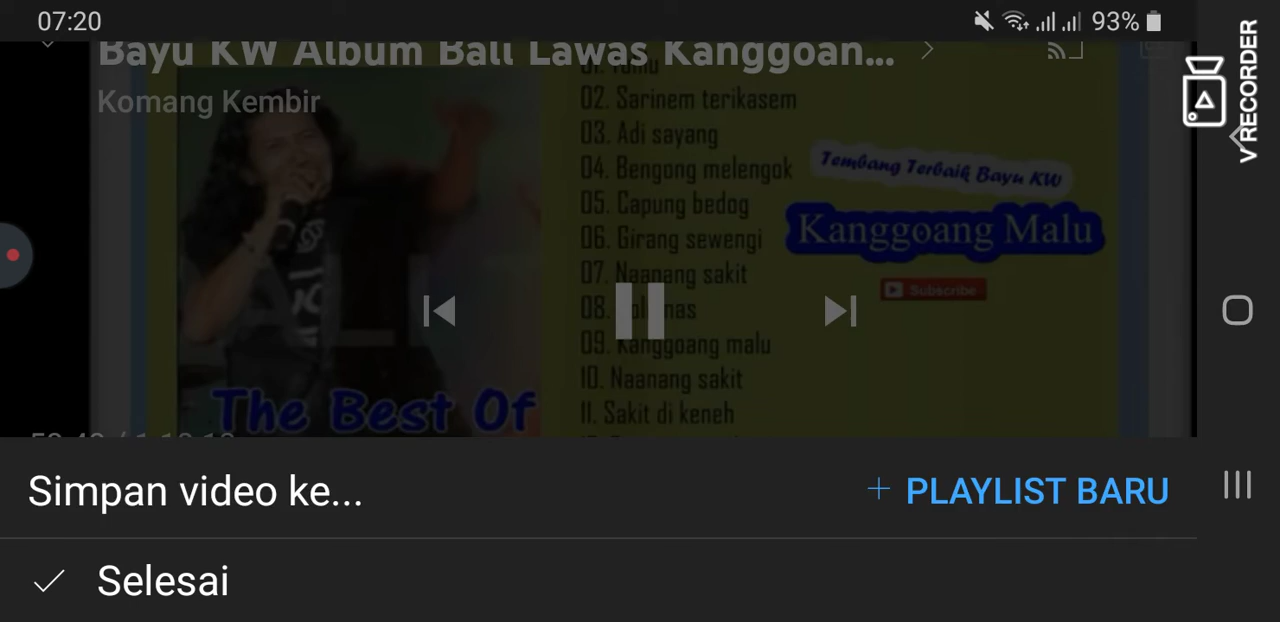 07:20
93%
V RECORDER
Bayu KW Album Bali Lawas Kanggoan...
Komang Kembir
02. Sarinem terikasem
03. Adi sayang
04. Bengong melengok
05. Capung bedog
06. Girang sewengi
07. Naanang sakit
08.
09. Kanggoang malu
10. Naanang sakit
11. Sakit di keneh
Tembang Terbaik Bayu KW
Kanggoang Malu
Subscribe
The Best Of
Simpan video ke...
+ PLAYLIST BARU
Selesai